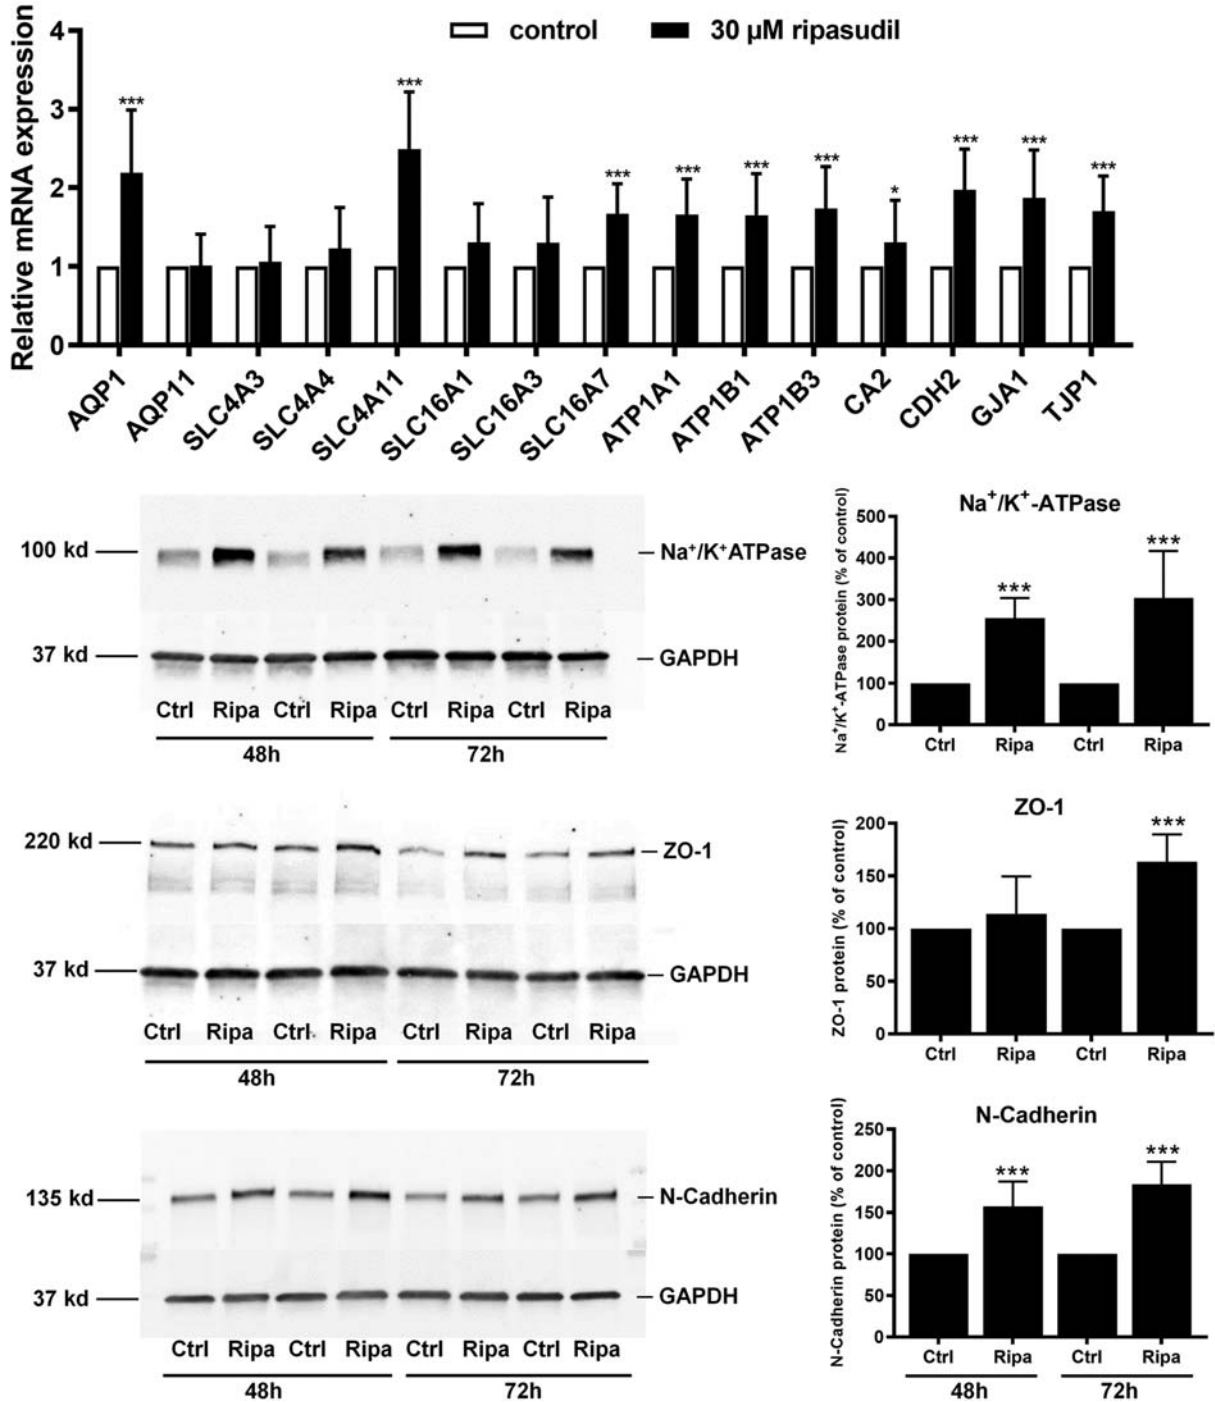 control 30 µM ripasudil
Relative mRNA expression
4
3
2
1
0
*** *** *** *** *** *** * *** *** ***
AQP1 AQP11 SLC4A3 SLC4A4 SLC4A11 SLC16A1 SLC16A3 SLC16A7 ATP1A1 ATP1B1 ATP1B3 CA2 CDH2 GJA1 TJP1
100 kd Na⁺/K⁺ATPase
37 kd GAPDH
Ctrl Ripa Ctrl Ripa Ctrl Ripa Ctrl Ripa
48h 72h
Na⁺/K⁺-ATPase
Na⁺/K⁺-ATPase protein (% of control)
500
400
300
200
100
0
*** ***
Ctrl Ripa Ctrl Ripa
220 kd ZO-1
37 kd GAPDH
Ctrl Ripa Ctrl Ripa Ctrl Ripa Ctrl Ripa
48h 72h
ZO-1
ZO-1 protein (% of control)
200
150
100
50
0
***
Ctrl Ripa Ctrl Ripa
135 kd N-Cadherin
37 kd GAPDH
Ctrl Ripa Ctrl Ripa Ctrl Ripa Ctrl Ripa
48h 72h
N-Cadherin
N-Cadherin protein (% of control)
250
200
150
100
50
0
*** ***
Ctrl Ripa Ctrl Ripa
48h 72h